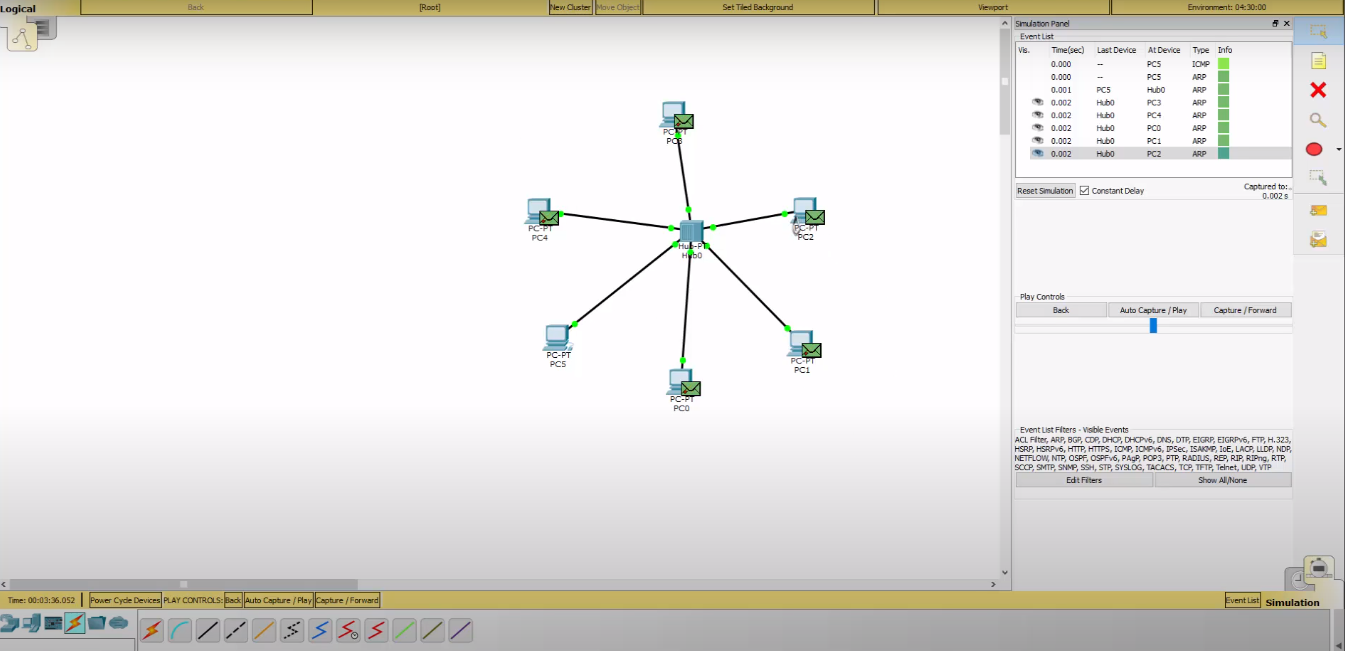 Logical
Back
[Root]
New Cluster
Move Object
Set Tiled Background
Viewport
Environment: 04:30:00
Simulation Panel
Event List
Vis. Time(sec) Last Device At Device Type Info
0.000 -- PC5 ICMP
0.000 -- PC5 ARP
0.001 PC5 Hub0 ARP
0.002 Hub0 PC3 ARP
0.002 Hub0 PC4 ARP
0.002 Hub0 PC0 ARP
0.002 Hub0 PC1 ARP
0.002 Hub0 PC2 ARP
Reset Simulation
Constant Delay
Captured to:
0.002 s
PC-PT
PC3
PC-PT
PC4
PC-PT
PC2
Hub-PT
Hub0
PC-PT
PC5
PC-PT
PC1
PC-PT
PC0
Play Controls
Back
Auto Capture / Play
Capture / Forward
Event List Filters - Visible Events
ACL Filter, ARP, BGP, CDP, DHCP, DHCPv6, DNS, DTP, EIGRP, EIGRPv6, FTP, H.323,
HSRP, HSRPv6, HTTP, HTTPS, ICMP, ICMPv6, IPSec, ISAKMP, IoE, LACP, LLDP, NDP,
NETFLOW, NTP, OSPF, OSPFv6, PAgP, POP3, PTP, RADIUS, REP, RIP, RIPng, RTP,
SCCP, SMTP, SNMP, SSH, STP, SYSLOG, TACACS, TCP, TFTP, Telnet, UDP, VTP
Edit Filters
Show All/None
Time: 00:03:36.052
Power Cycle Devices
PLAY CONTROLS:
Back
Auto Capture / Play
Capture / Forward
Event List
Simulation